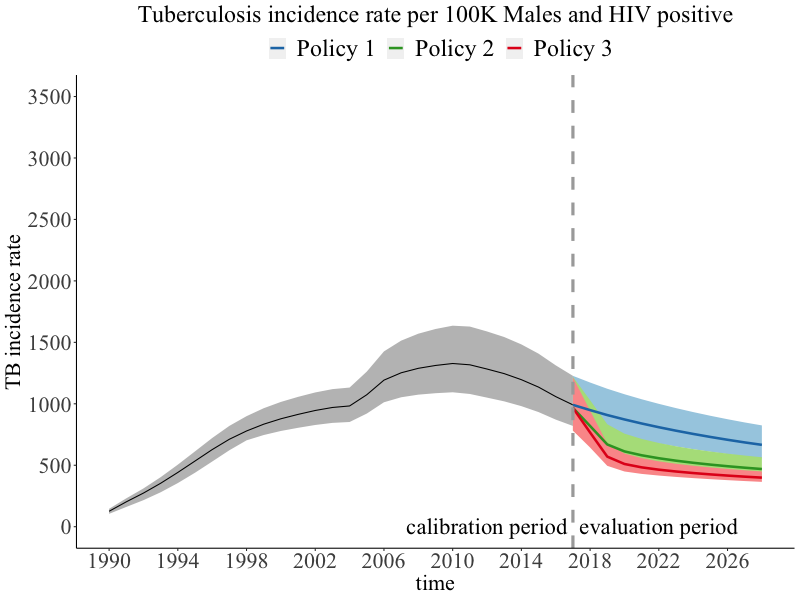 Tuberculosis incidence rate per 100K Males and HIV positive
Policy 1 Policy 2 Policy 3
TB incidence rate
3500
3000
2500
2000
1500
1000
500
0
calibration period evaluation period
1990 1994 1998 2002 2006 2010 2014 2018 2022 2026
time